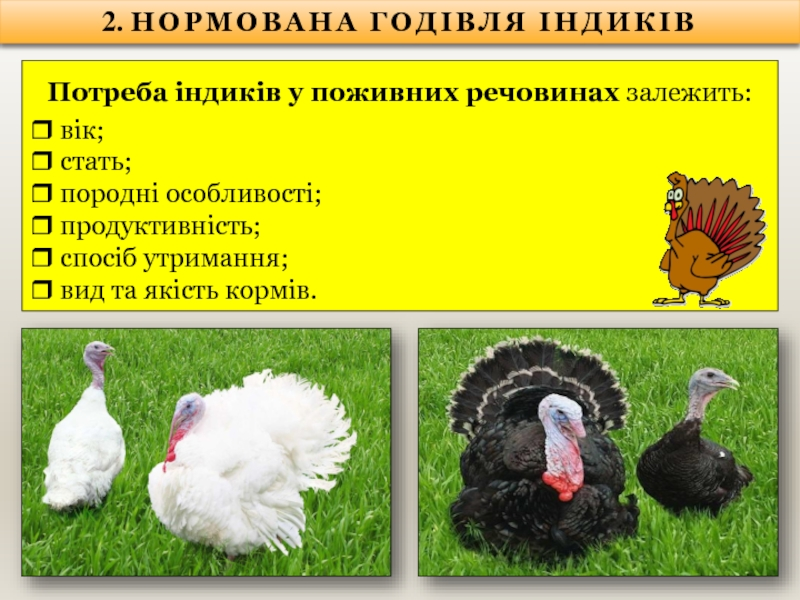 2. НОРМОВАНА ГОДІВЛЯ ІНДИКІВ
Потреба індиків у поживних речовинах залежить:
❒ вік;
❒ стать;
❒ породні особливості;
❒ продуктивність;
❒ спосіб утримання;
❒ вид та якість кормів.